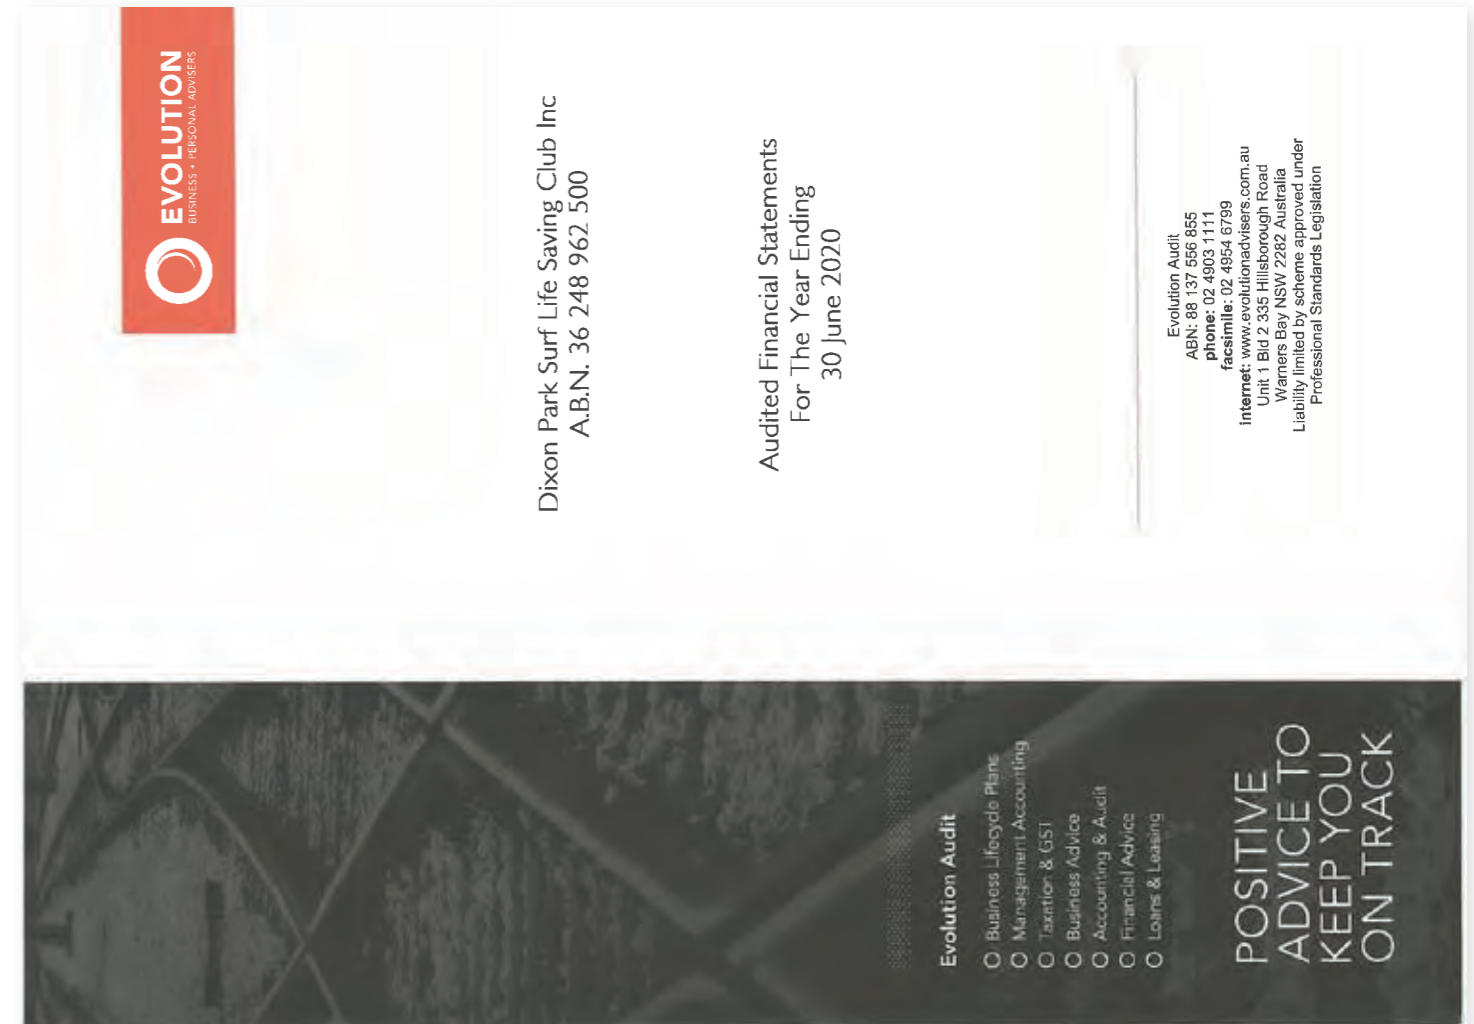 EVOLUTION
BUSINESS + PERSONAL ADVISERS
Dixon Park Surf Life Saving Club Inc
A.B.N. 36 248 962 500
Audited Financial Statements
For The Year Ending
30 June 2020
Evolution Audit
ABN: 88 137 556 855
phone: 02 4903 1111
facsimile: 02 4954 6799
internet: www.evolutionadvisers.com.au
Unit 1 Bld 2 335 Hillsborough Road
Warners Bay NSW 2282 Australia
Liability limited by scheme approved under
Professional Standards Legislation
Evolution Audit
Business Lifecycle Plans
Management Accounting
Taxation & GST
Business Advice
Accounting & Audit
Financial Advice
Loans & Leasing
POSITIVE
ADVICE TO
KEEP YOU
ON TRACK